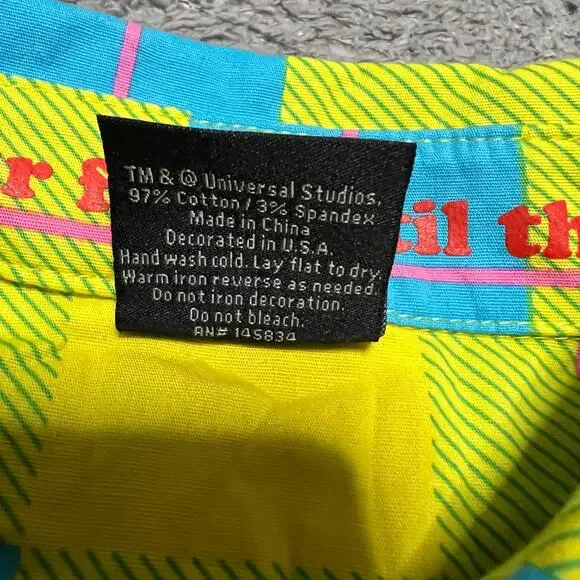 TM & © Universal Studios.
97% Cotton / 3% Spandex
Made in China
Decorated in U.S.A.
Hand wash cold. Lay flat to dry.
Warm iron reverse as needed.
Do not iron decoration.
Do not bleach.
RN# 145834
r f til th